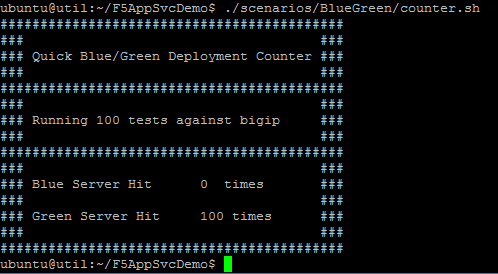 ubuntu@util:~/F5AppSvcDemo$ ./scenarios/BlueGreen/counter.sh
###########################################
###                                     ###
### Quick Blue/Green Deployment Counter ###
###                                     ###
###########################################
###                                     ###
### Running 100 tests against bigip     ###
###                                     ###
###########################################
###                                     ###
### Blue Server Hit      0  times       ###
###                                     ###
### Green Server Hit     100 times      ###
###                                     ###
###########################################
ubuntu@util:~/F5AppSvcDemo$